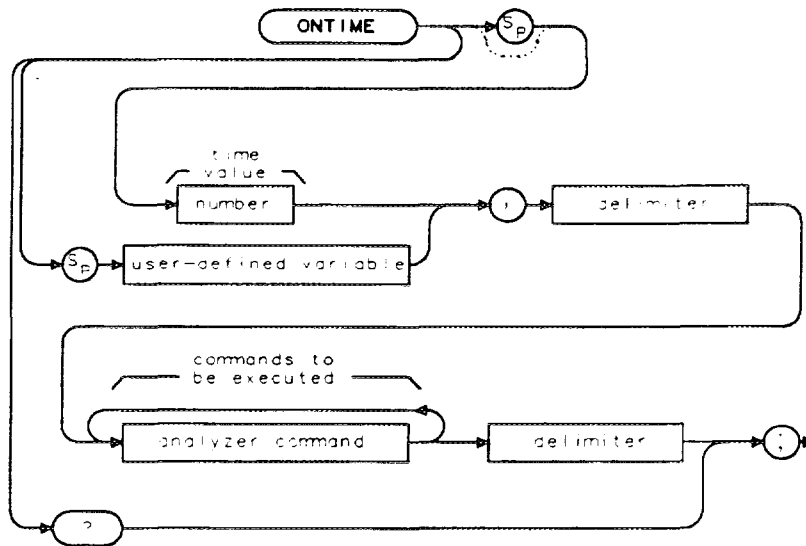 ONTIME
Sp
time
value
number
,
delimiter
Sp
user-defined variable
commands to
be executed
analyzer command
delimiter
;
?